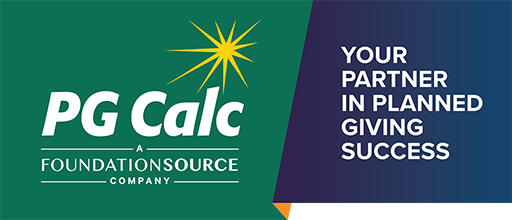 PG Calc
A
FOUNDATIONSOURCE
COMPANY
YOUR
PARTNER
IN PLANNED
GIVING
SUCCESS